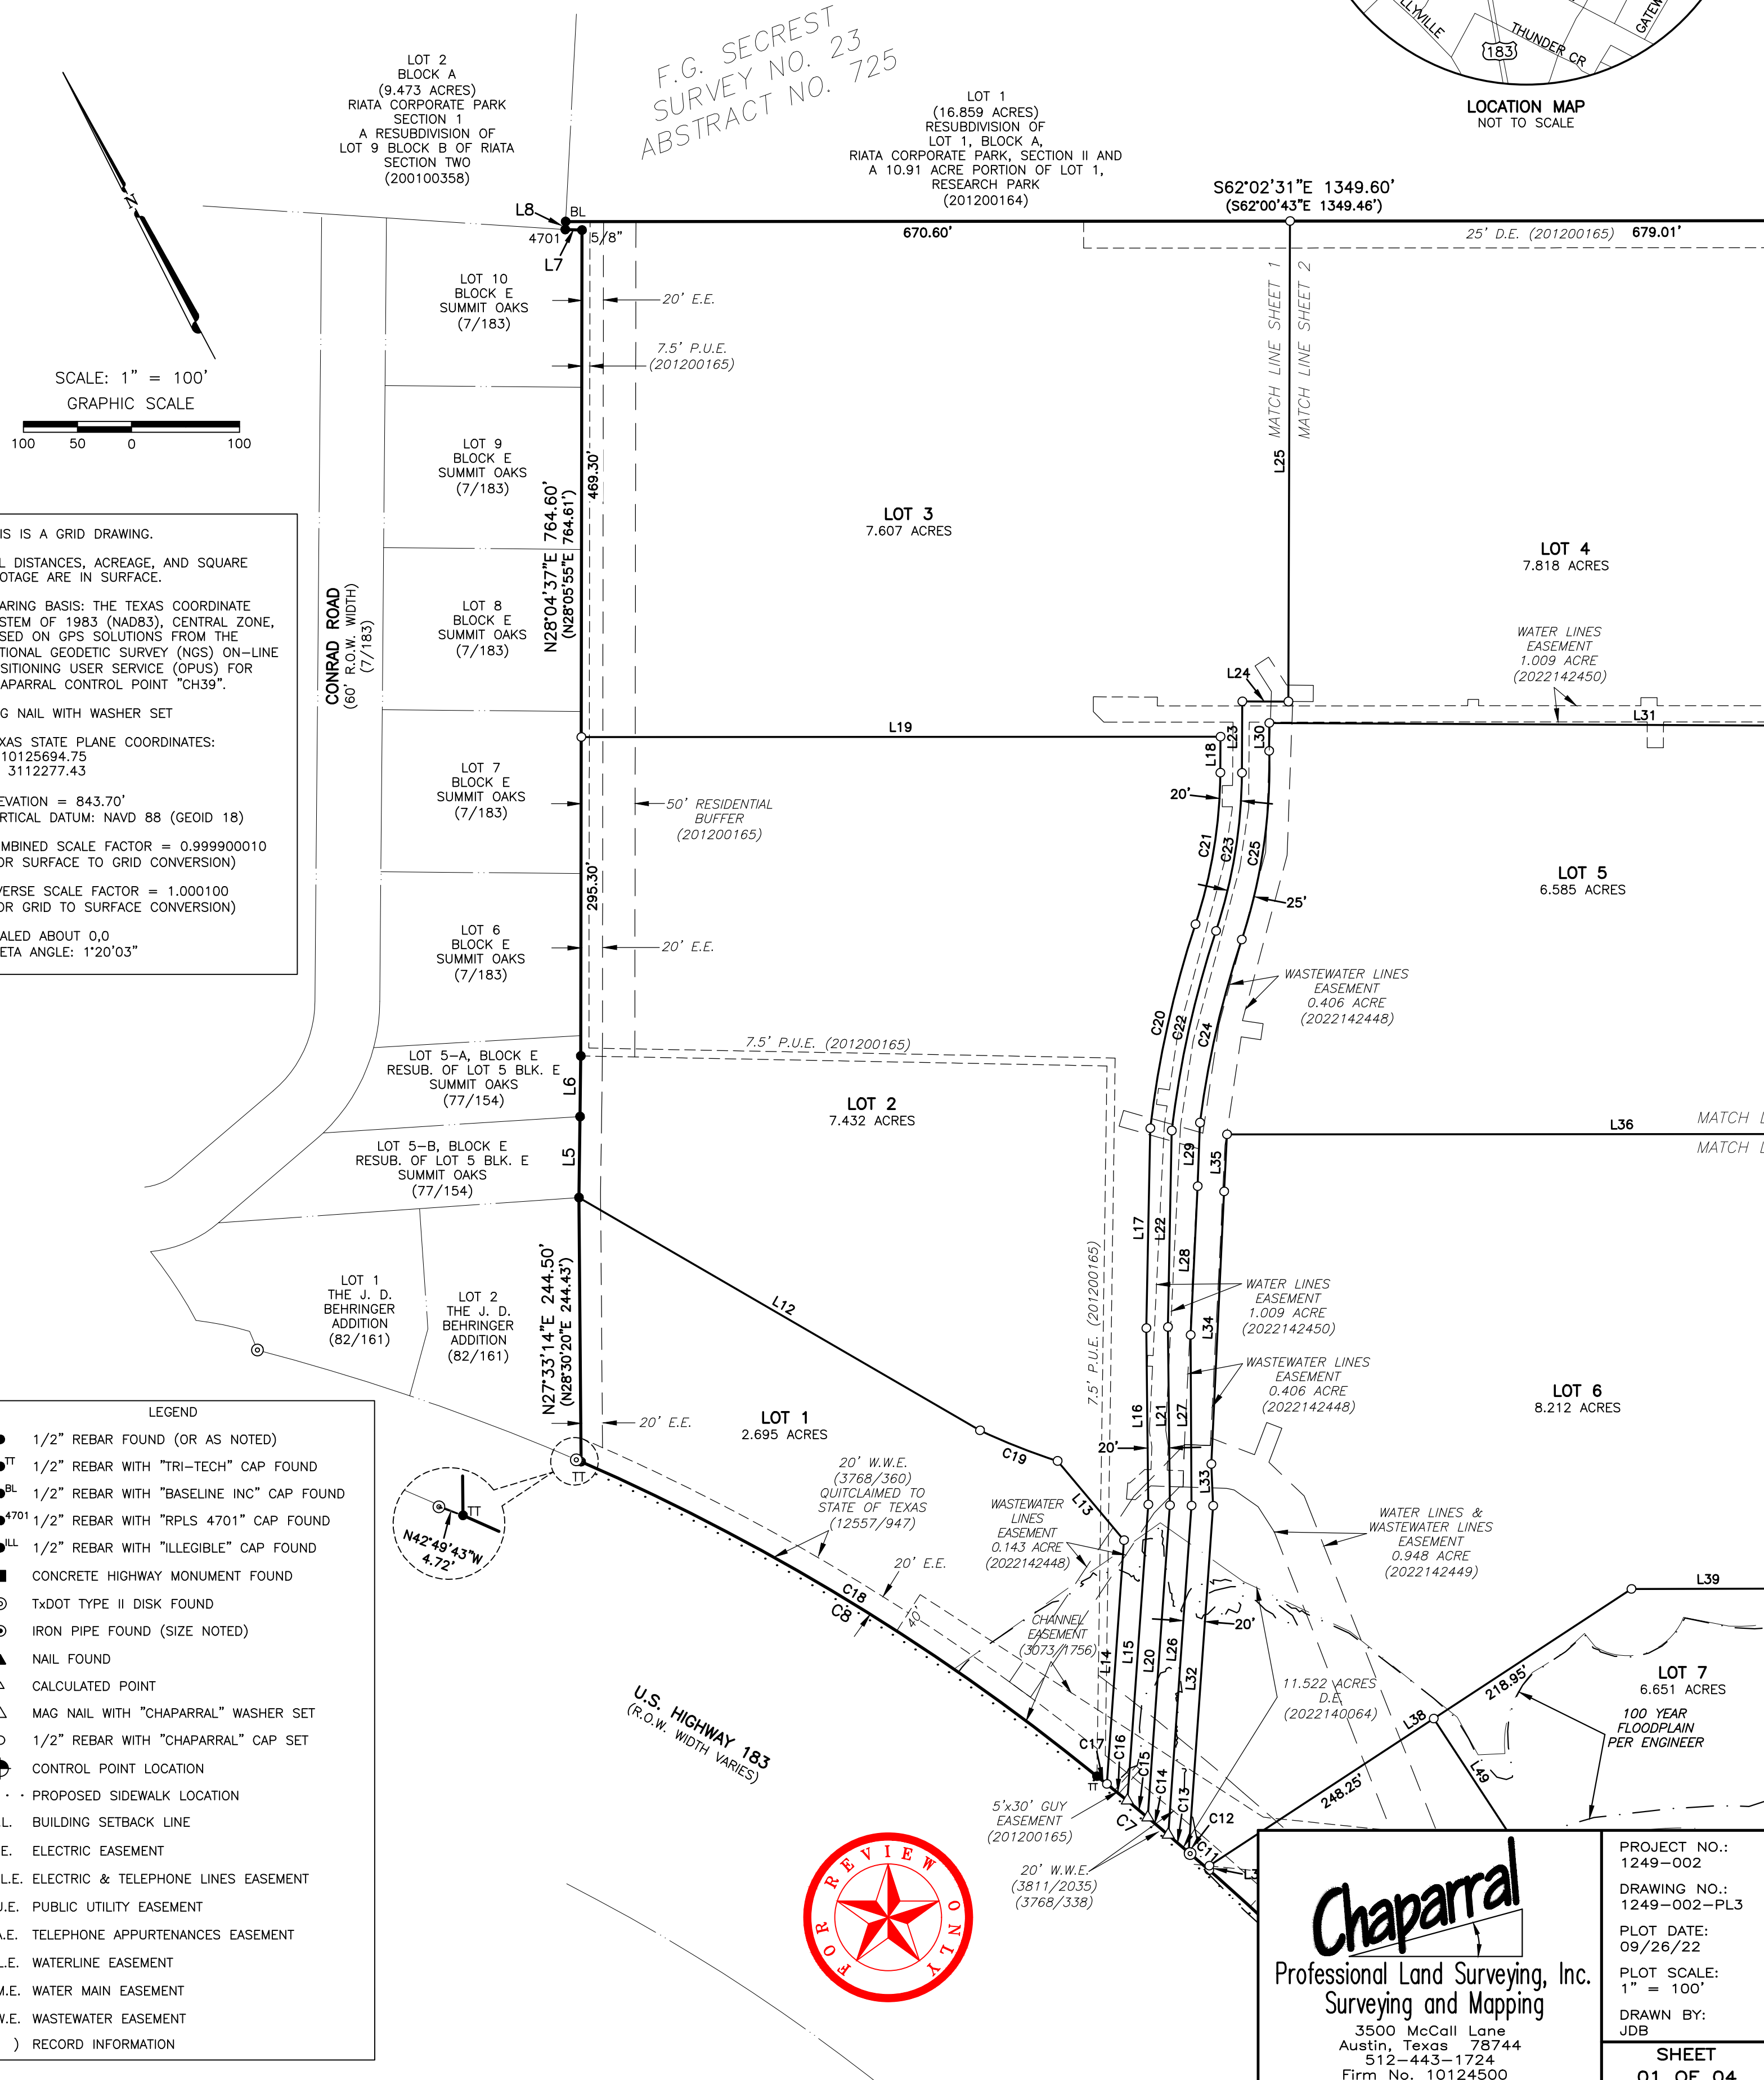 LLYVILLE
THUNDER CR
GATEW
183
LOCATION MAP
NOT TO SCALE
F.G. SECREST
SURVEY NO. 23
ABSTRACT NO. 725
LOT 2
BLOCK A
(9.473 ACRES)
RIATA CORPORATE PARK
SECTION 1
A RESUBDIVISION OF
LOT 9 BLOCK B OF RIATA
SECTION TWO
(200100358)
LOT 1
(16.859 ACRES)
RESUBDIVISION OF
LOT 1, BLOCK A,
RIATA CORPORATE PARK, SECTION II AND
A 10.91 ACRE PORTION OF LOT 1,
RESEARCH PARK
(201200164)
S62°02'31"E 1349.60'
(S62°00'43"E 1349.46')
N
SCALE: 1" = 100'
GRAPHIC SCALE
100 50 0 100
L8
BL
4701
5/8"
L7
670.60'
25' D.E. (201200165)
679.01'
MATCH LINE SHEET 1
MATCH LINE SHEET 2
LOT 10
BLOCK E
SUMMIT OAKS
(7/183)
20' E.E.
7.5' P.U.E.
(201200165)
LOT 9
BLOCK E
SUMMIT OAKS
(7/183)
469.30'
N28°04'37"E 764.60'
(N28°05'55"E 764.61')
L25
LOT 3
7.607 ACRES
LOT 4
7.818 ACRES
IS IS A GRID DRAWING.
L DISTANCES, ACREAGE, AND SQUARE
OTAGE ARE IN SURFACE.
ARING BASIS: THE TEXAS COORDINATE
STEM OF 1983 (NAD83), CENTRAL ZONE,
SED ON GPS SOLUTIONS FROM THE
TIONAL GEODETIC SURVEY (NGS) ON-LINE
SITIONING USER SERVICE (OPUS) FOR
APARRAL CONTROL POINT "CH39".
G NAIL WITH WASHER SET
XAS STATE PLANE COORDINATES:
10125694.75
3112277.43
EVATION = 843.70'
RTICAL DATUM: NAVD 88 (GEOID 18)
MBINED SCALE FACTOR = 0.999900010
OR SURFACE TO GRID CONVERSION)
VERSE SCALE FACTOR = 1.000100
OR GRID TO SURFACE CONVERSION)
ALED ABOUT 0,0
ETA ANGLE: 1°20'03"
CONRAD ROAD
(60' R.O.W. WIDTH)
(7/183)
LOT 8
BLOCK E
SUMMIT OAKS
(7/183)
WATER LINES
EASEMENT
1.009 ACRE
(2022142450)
L24
L19
L18
L23
L30
L31
LOT 7
BLOCK E
SUMMIT OAKS
(7/183)
50' RESIDENTIAL
BUFFER
(201200165)
20'
C21
C23
C25
25'
LOT 5
6.585 ACRES
295.30'
LOT 6
BLOCK E
SUMMIT OAKS
(7/183)
20' E.E.
WASTEWATER LINES
EASEMENT
0.406 ACRE
(2022142448)
C20
C22
C24
7.5' P.U.E. (201200165)
LOT 5-A, BLOCK E
RESUB. OF LOT 5 BLK. E
SUMMIT OAKS
(77/154)
L6
LOT 2
7.432 ACRES
L36
MATCH L
MATCH L
LOT 5-B, BLOCK E
RESUB. OF LOT 5 BLK. E
SUMMIT OAKS
(77/154)
L5
L29
L35
L17
L22
L28
7.5' P.U.E. (201200165)
N27°33'14"E 244.50'
(N28°30'20"E 244.43')
LOT 1
THE J. D.
BEHRINGER
ADDITION
(82/161)
LOT 2
THE J. D.
BEHRINGER
ADDITION
(82/161)
L12
WATER LINES
EASEMENT
1.009 ACRE
(2022142450)
L34
WASTEWATER LINES
EASEMENT
0.406 ACRE
(2022142448)
LOT 6
8.212 ACRES
20' E.E.
LOT 1
2.695 ACRES
L16
L21
L27
20'
C19
L33
L13
20' W.W.E.
(3768/360)
QUITCLAIMED TO
STATE OF TEXAS
(12557/947)
WASTEWATER
LINES
EASEMENT
0.143 ACRE
(2022142448)
WATER LINES &
WASTEWATER LINES
EASEMENT
0.948 ACRE
(2022142449)
LEGEND
1/2" REBAR FOUND (OR AS NOTED)
TT 1/2" REBAR WITH "TRI-TECH" CAP FOUND
BL 1/2" REBAR WITH "BASELINE INC" CAP FOUND
4701 1/2" REBAR WITH "RPLS 4701" CAP FOUND
ILL 1/2" REBAR WITH "ILLEGIBLE" CAP FOUND
CONCRETE HIGHWAY MONUMENT FOUND
TxDOT TYPE II DISK FOUND
IRON PIPE FOUND (SIZE NOTED)
NAIL FOUND
CALCULATED POINT
MAG NAIL WITH "CHAPARRAL" WASHER SET
1/2" REBAR WITH "CHAPARRAL" CAP SET
CONTROL POINT LOCATION
PROPOSED SIDEWALK LOCATION
.L. BUILDING SETBACK LINE
E. ELECTRIC EASEMENT
L.E. ELECTRIC & TELEPHONE LINES EASEMENT
U.E. PUBLIC UTILITY EASEMENT
A.E. TELEPHONE APPURTENANCES EASEMENT
L.E. WATERLINE EASEMENT
M.E. WATER MAIN EASEMENT
W.E. WASTEWATER EASEMENT
) RECORD INFORMATION
TT
TT
N42°49'43"W
4.72'
20' E.E.
C18
C8
40'
CHANNEL
EASEMENT
(3073/1756)
L14
L15
L20
L26
L32
20'
L39
11.522 ACRES
D.E.
(2022140064)
218.95'
LOT 7
6.651 ACRES
100 YEAR
FLOODPLAIN
PER ENGINEER
L38
L49
248.25'
U.S. HIGHWAY 183
(R.O.W. WIDTH VARIES)
C17
TT
C16
C15
C14
C13
C12
C11
C7
L3
5'x30' GUY
EASEMENT
(201200165)
20' W.W.E.
(3811/2035)
(3768/338)
FOR REVIEW ONLY
Chaparral
Professional Land Surveying, Inc.
Surveying and Mapping
3500 McCall Lane
Austin, Texas 78744
512-443-1724
Firm No. 10124500
PROJECT NO.:
1249-002
DRAWING NO.:
1249-002-PL3
PLOT DATE:
09/26/22
PLOT SCALE:
1" = 100'
DRAWN BY:
JDB
SHEET
01 OF 04